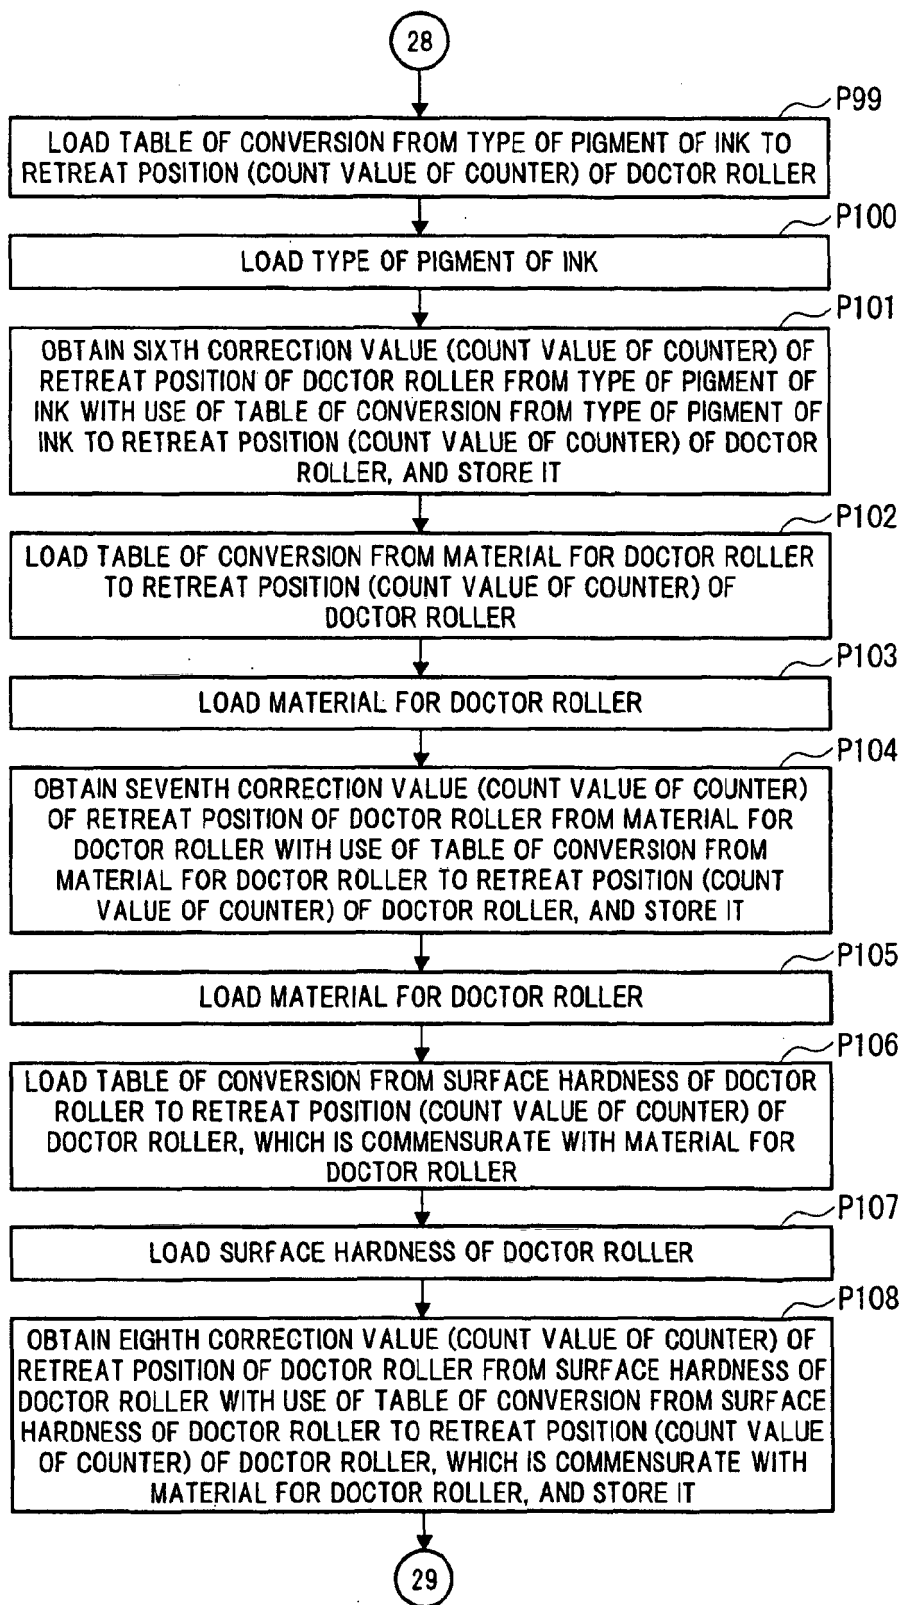 28
P99
LOAD TABLE OF CONVERSION FROM TYPE OF PIGMENT OF INK TO
RETREAT POSITION (COUNT VALUE OF COUNTER) OF DOCTOR ROLLER
P100
LOAD TYPE OF PIGMENT OF INK
P101
OBTAIN SIXTH CORRECTION VALUE (COUNT VALUE OF COUNTER) OF
RETREAT POSITION OF DOCTOR ROLLER FROM TYPE OF PIGMENT OF
INK WITH USE OF TABLE OF CONVERSION FROM TYPE OF PIGMENT OF
INK TO RETREAT POSITION (COUNT VALUE OF COUNTER) OF DOCTOR
ROLLER, AND STORE IT
P102
LOAD TABLE OF CONVERSION FROM MATERIAL FOR DOCTOR ROLLER
TO RETREAT POSITION (COUNT VALUE OF COUNTER) OF
DOCTOR ROLLER
P103
LOAD MATERIAL FOR DOCTOR ROLLER
P104
OBTAIN SEVENTH CORRECTION VALUE (COUNT VALUE OF COUNTER)
OF RETREAT POSITION OF DOCTOR ROLLER FROM MATERIAL FOR
DOCTOR ROLLER WITH USE OF TABLE OF CONVERSION FROM
MATERIAL FOR DOCTOR ROLLER TO RETREAT POSITION (COUNT
VALUE OF COUNTER) OF DOCTOR ROLLER, AND STORE IT
P105
LOAD MATERIAL FOR DOCTOR ROLLER
P106
LOAD TABLE OF CONVERSION FROM SURFACE HARDNESS OF DOCTOR
ROLLER TO RETREAT POSITION (COUNT VALUE OF COUNTER) OF
DOCTOR ROLLER, WHICH IS COMMENSURATE WITH MATERIAL FOR
DOCTOR ROLLER
P107
LOAD SURFACE HARDNESS OF DOCTOR ROLLER
P108
OBTAIN EIGHTH CORRECTION VALUE (COUNT VALUE OF COUNTER) OF
RETREAT POSITION OF DOCTOR ROLLER FROM SURFACE HARDNESS OF
DOCTOR ROLLER WITH USE OF TABLE OF CONVERSION FROM SURFACE
HARDNESS OF DOCTOR ROLLER TO RETREAT POSITION (COUNT VALUE
OF COUNTER) OF DOCTOR ROLLER, WHICH IS COMMENSURATE WITH
MATERIAL FOR DOCTOR ROLLER, AND STORE IT
29